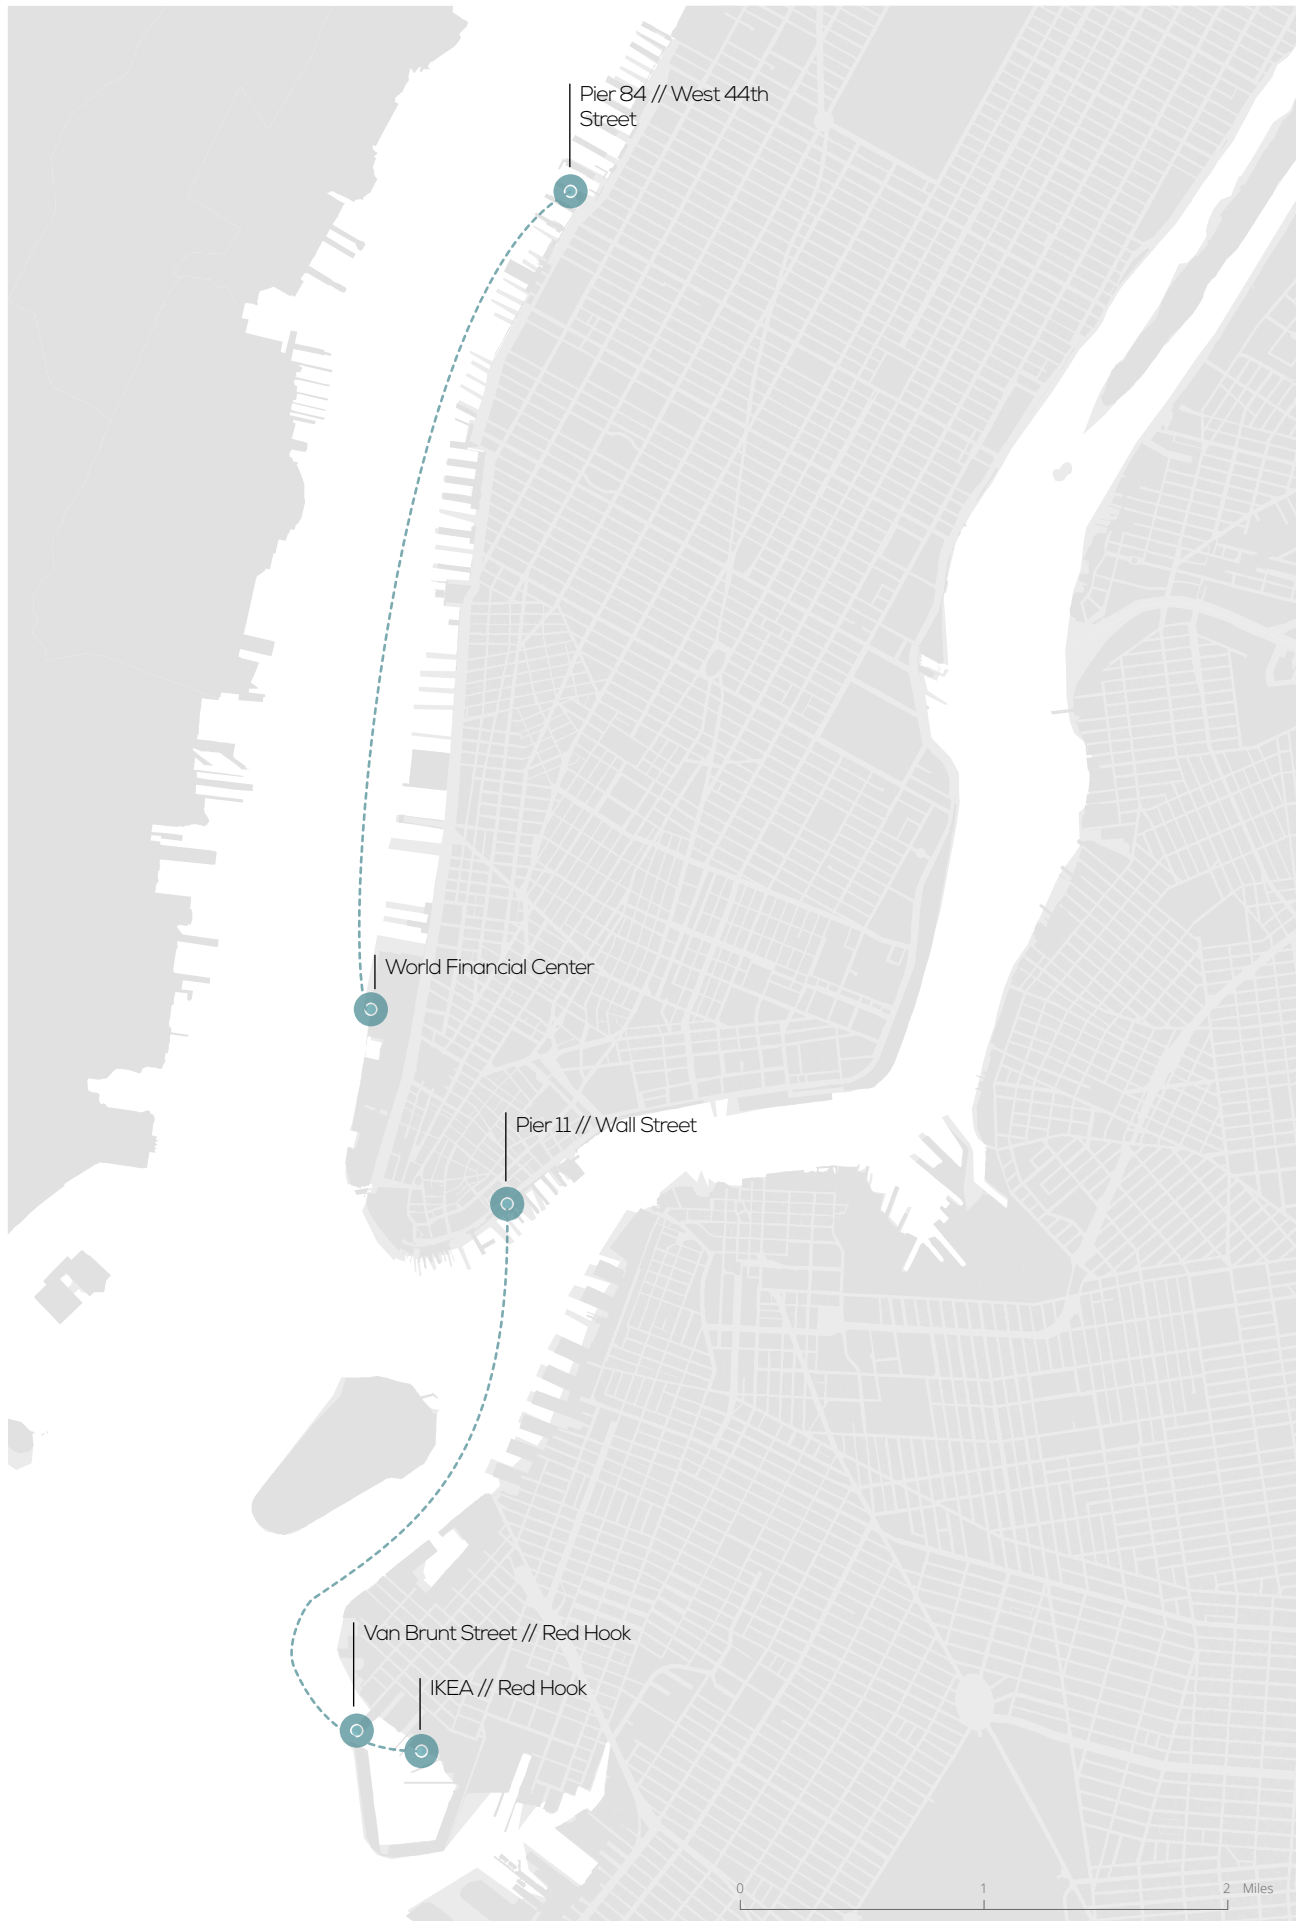 Pier 84 // West 44th
Street
World Financial Center
Pier 11 // Wall Street
Van Brunt Street // Red Hook
IKEA // Red Hook
0 1 2 Miles